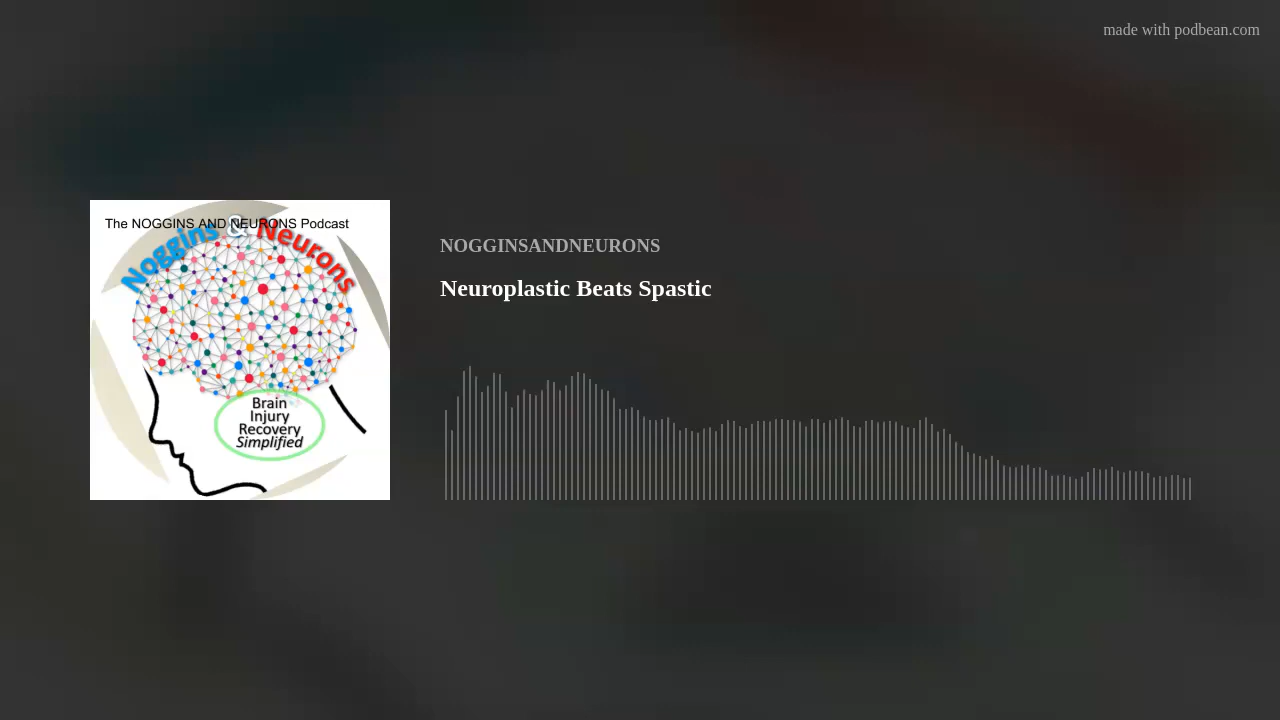 made with podbean.com
The NOGGINS AND NEURONS Podcast
Noggins & Neurons
Brain
Injury
Recovery
Simplified
NOGGINSANDNEURONS
Neuroplastic Beats Spastic